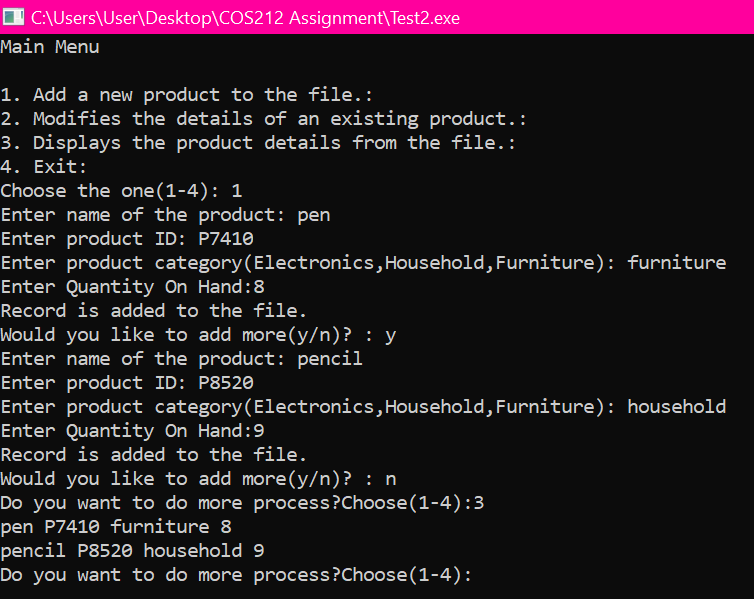 C:\Users\User\Desktop\COS212 Assignment\Test2.exe
Main Menu
1. Add a new product to the file.:
2. Modifies the details of an existing product.:
3. Displays the product details from the file.:
4. Exit:
Choose the one(1-4): 1
Enter name of the product: pen
Enter product ID: P7410
Enter product category(Electronics,Household,Furniture): furniture
Enter Quantity On Hand:8
Record is added to the file.
Would you like to add more(y/n)? : y
Enter name of the product: pencil
Enter product ID: P8520
Enter product category(Electronics,Household,Furniture): household
Enter Quantity On Hand:9
Record is added to the file.
Would you like to add more(y/n)? : n
Do you want to do more process?Choose(1-4):3
pen P7410 furniture 8
pencil P8520 household 9
Do you want to do more process?Choose(1-4):